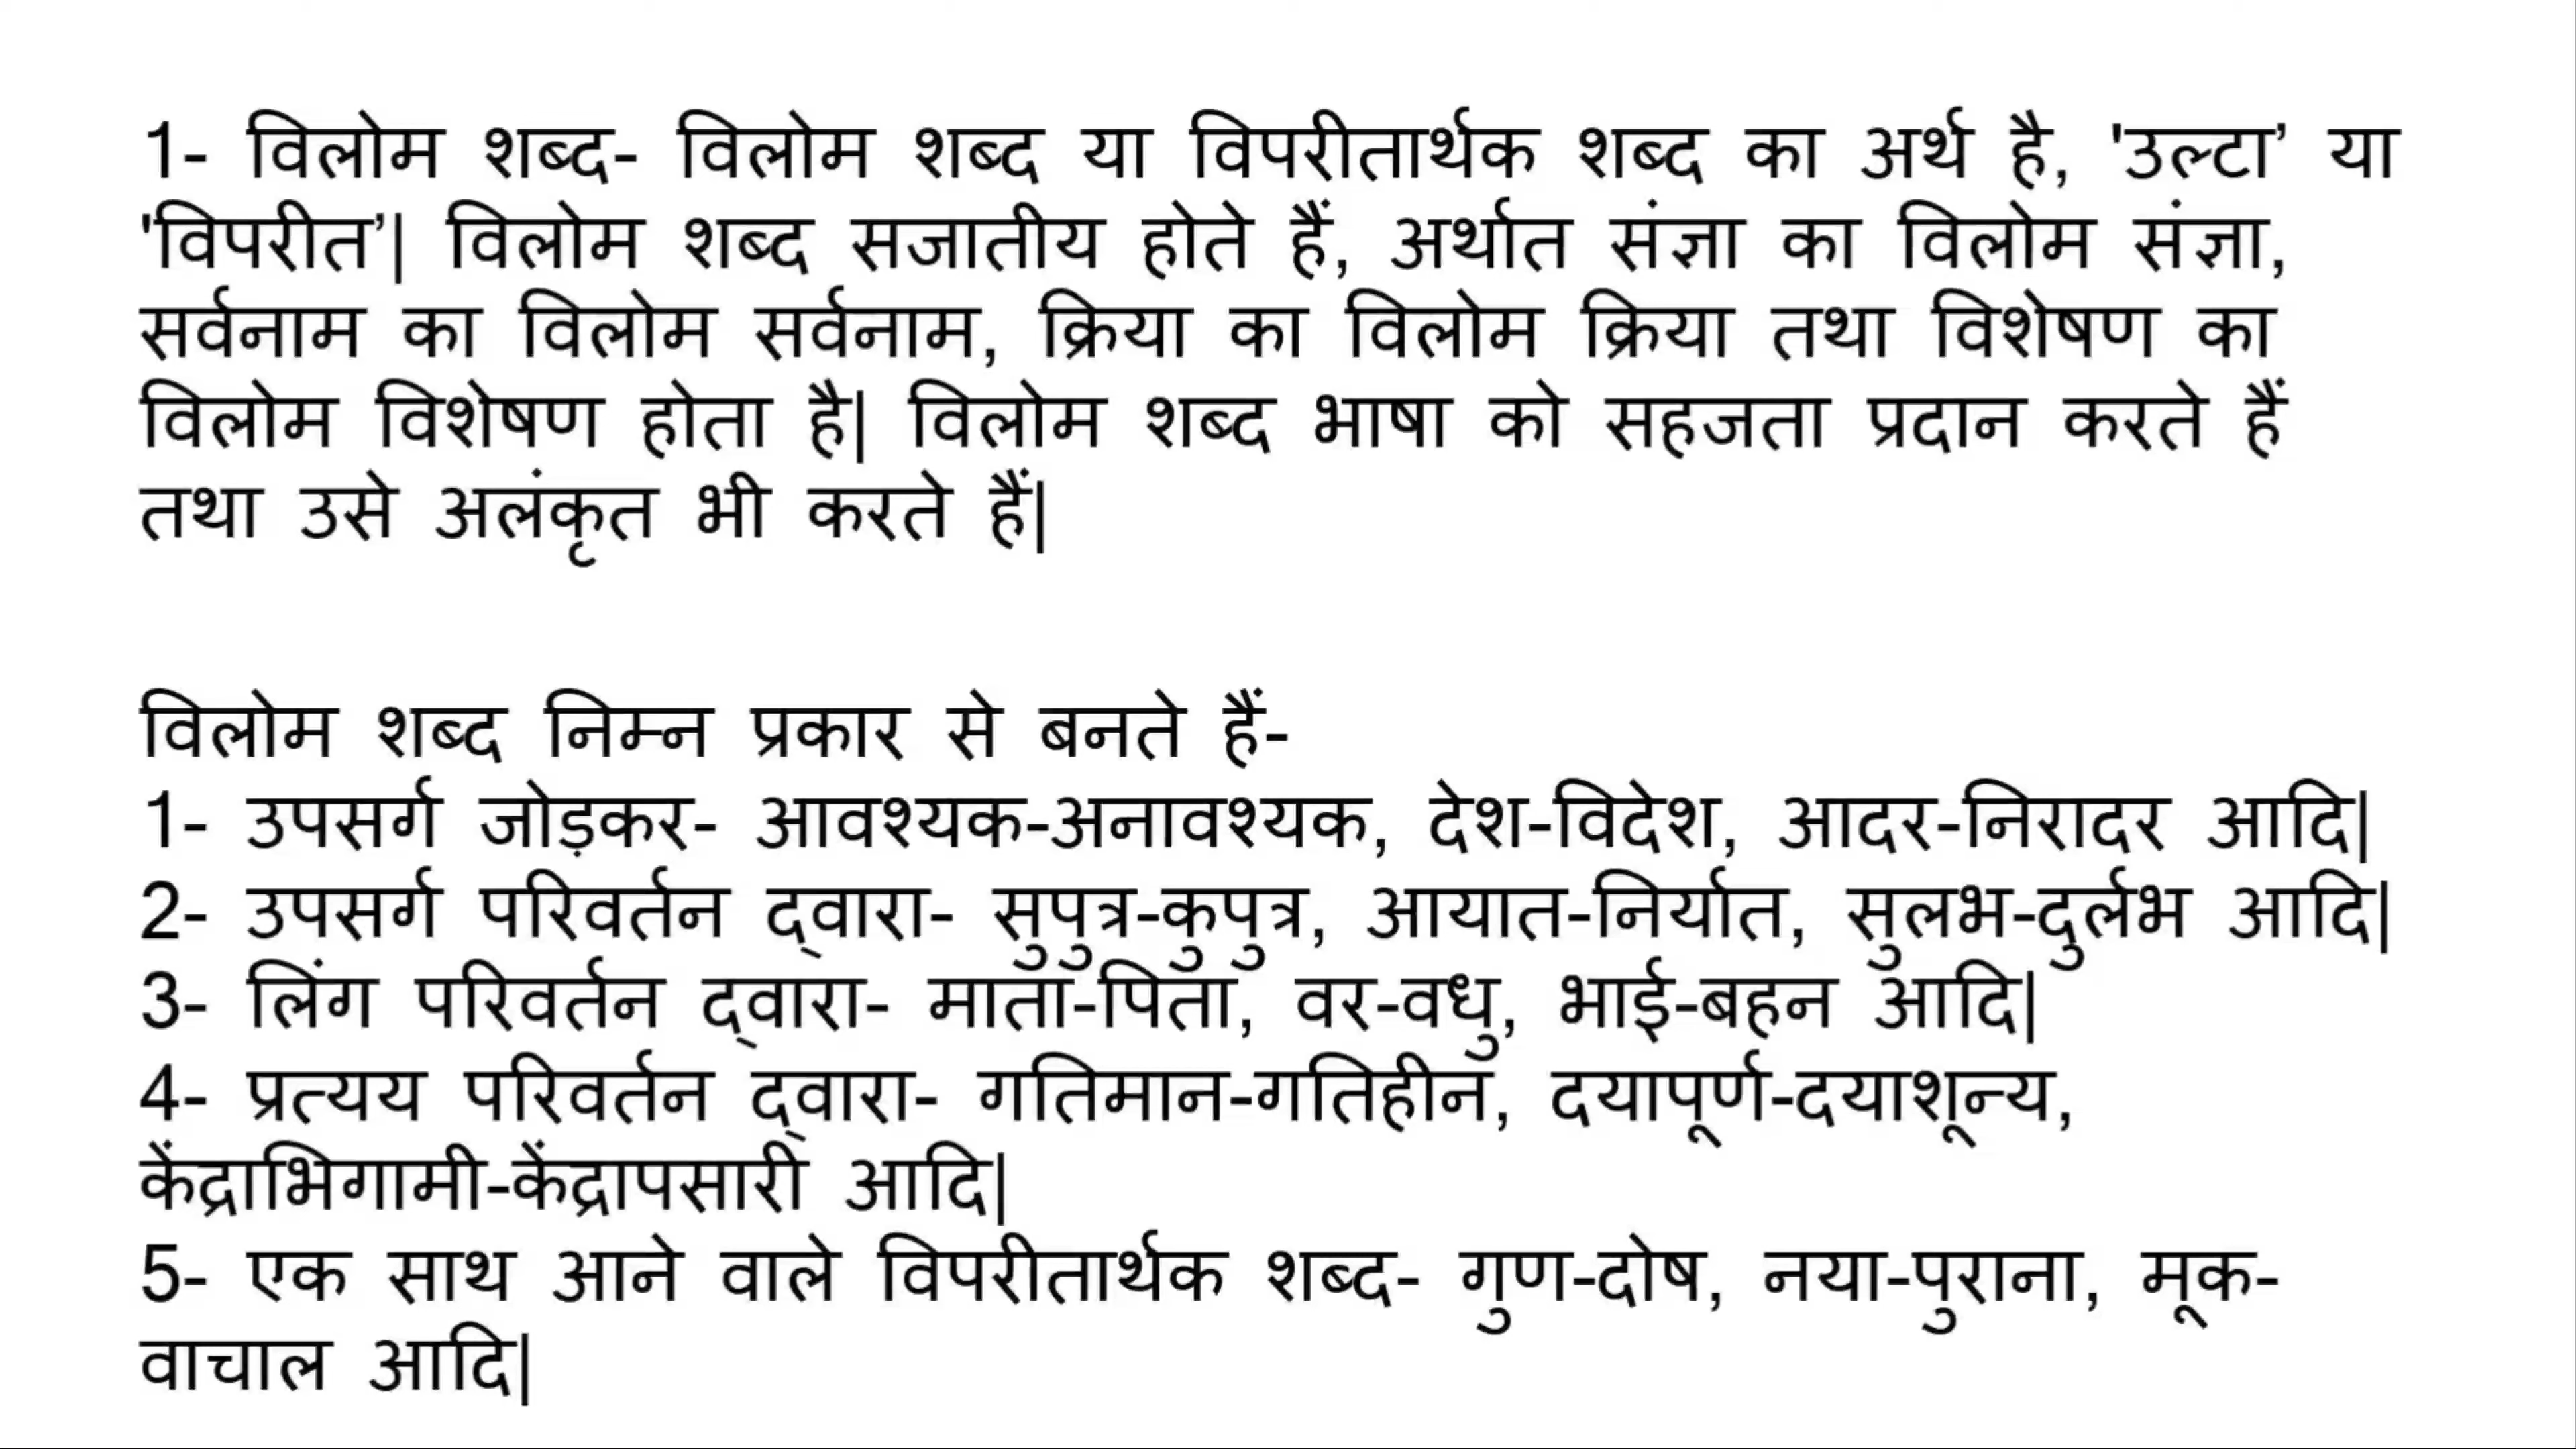 1- विलोम शब्द- विलोम शब्द या विपरीतार्थक शब्द का अर्थ है, 'उल्टा’ या
'विपरीत’| विलोम शब्द सजातीय होते हैं, अर्थात संज्ञा का विलोम संज्ञा,
सर्वनाम का विलोम सर्वनाम, क्रिया का विलोम क्रिया तथा विशेषण का
विलोम विशेषण होता है| विलोम शब्द भाषा को सहजता प्रदान करते हैं
तथा उसे अलंकृत भी करते हैं|
विलोम शब्द निम्न प्रकार से बनते हैं-
1- उपसर्ग जोड़कर- आवश्यक-अनावश्यक, देश-विदेश, आदर-निरादर आदि|
2- उपसर्ग परिवर्तन द्वारा- सुपुत्र-कुपुत्र, आयात-निर्यात, सुलभ-दुर्लभ आदि|
3- लिंग परिवर्तन द्वारा- माता-पिता, वर-वधु, भाई-बहन आदि|
4- प्रत्यय परिवर्तन द्वारा- गतिमान-गतिहीन, दयापूर्ण-दयाशून्य,
केंद्राभिगामी-केंद्रापसारी आदि|
5- एक साथ आने वाले विपरीतार्थक शब्द- गुण-दोष, नया-पुराना, मूक-
वाचाल आदि|